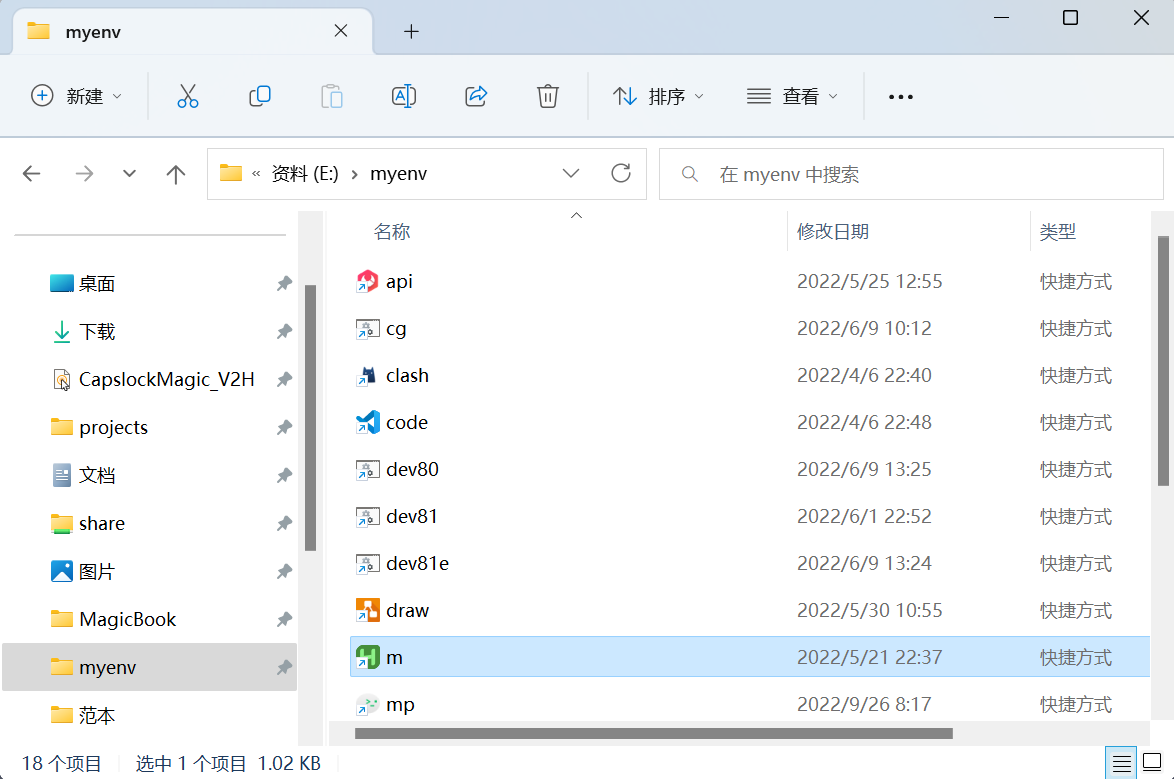 myenv
新建 排序 查看
« 资料 (E:) › myenv 在 myenv 中搜索
名称 修改日期 类型
桌面
下载
CapslockMagic_V2H
projects
文档
share
图片
MagicBook
myenv
范本
api 2022/5/25 12:55 快捷方式
cg 2022/6/9 10:12 快捷方式
clash 2022/4/6 22:40 快捷方式
code 2022/4/6 22:48 快捷方式
dev80 2022/6/9 13:25 快捷方式
dev81 2022/6/1 22:52 快捷方式
dev81e 2022/6/9 13:24 快捷方式
draw 2022/5/30 10:55 快捷方式
m 2022/5/21 22:37 快捷方式
mp 2022/9/26 8:17 快捷方式
18 个项目 选中 1 个项目 1.02 KB